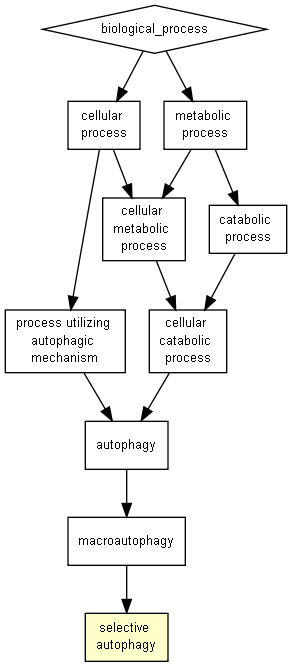 biological_process
cellular
process
metabolic
process
cellular
metabolic
process
catabolic
process
process utilizing
autophagic
mechanism
cellular
catabolic
process
autophagy
macroautophagy
selective
autophagy